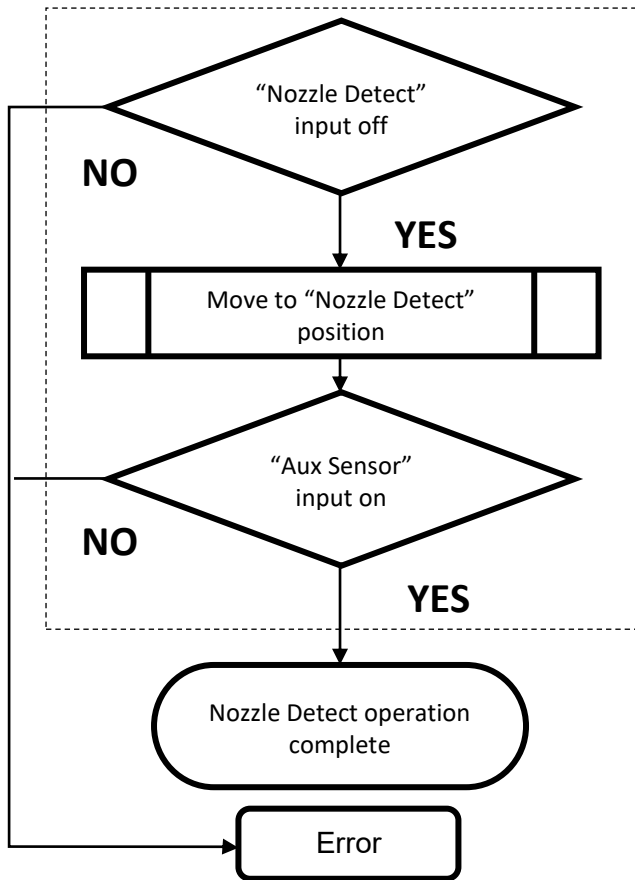 “Nozzle Detect”
input off
NO
YES
Move to “Nozzle Detect”
position
“Aux Sensor”
input on
NO
YES
Nozzle Detect operation
complete
Error